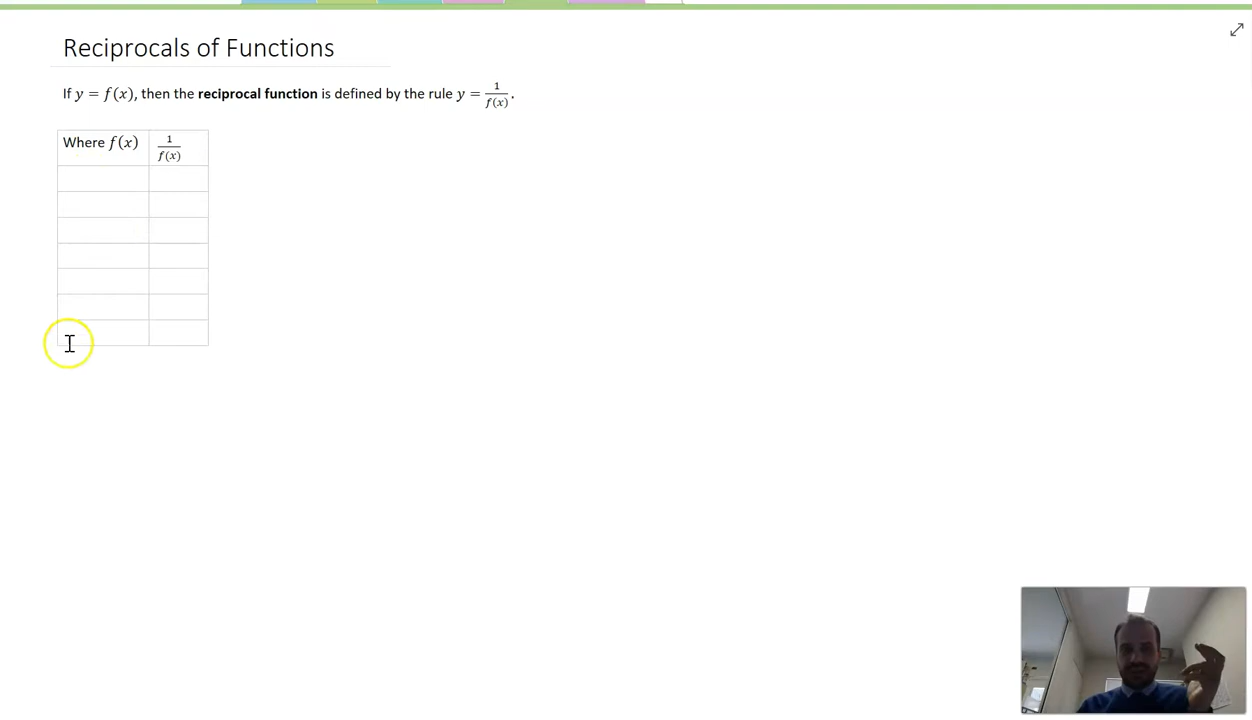 Reciprocals of Functions
If y = f(x), then the reciprocal function is defined by the rule y = 1/f(x).
Where f(x) 1/f(x)